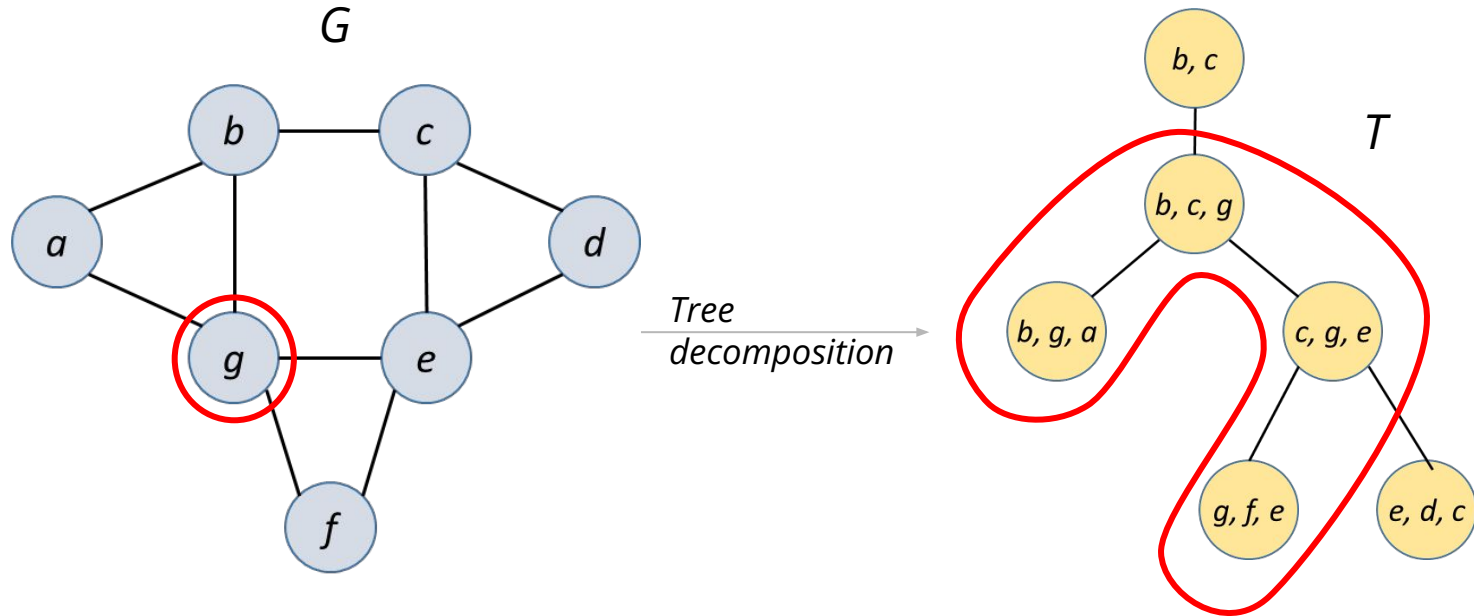 G
b
c
a
d
g
e
f
Tree
decomposition
T
b, c
b, c, g
b, g, a
c, g, e
g, f, e
e, d, c